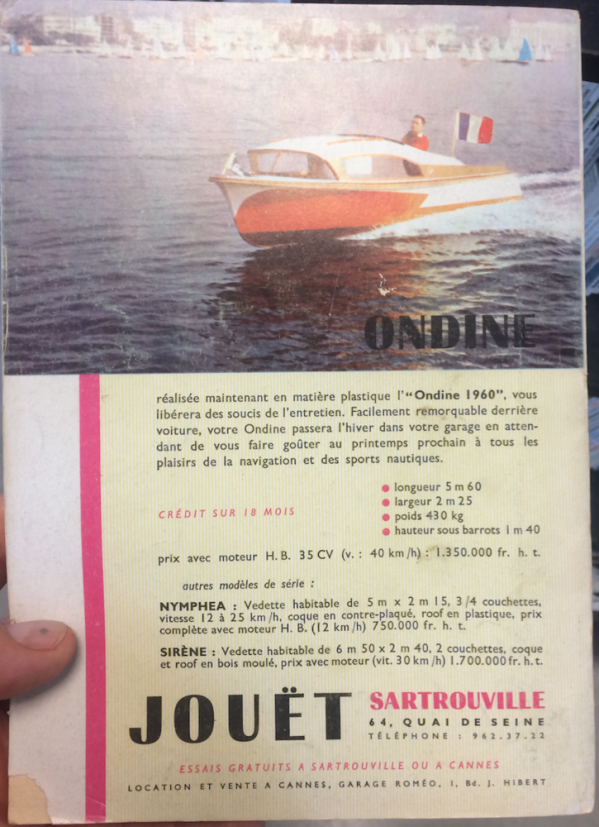 ONDINE
réalisée maintenant en matière plastique l'"Ondine 1960", vous
libérera des soucis de l'entretien. Facilement remorquable derrière
voiture, votre Ondine passera l'hiver dans votre garage en atten-
dant de vous faire goûter au printemps prochain à tous les
plaisirs de la navigation et des sports nautiques.
CRÉDIT SUR 18 MOIS
● longueur 5 m 60
● largeur 2 m 25
● poids 430 kg
● hauteur sous barrots 1 m 40
prix avec moteur H.B. 35 CV (v. : 40 km/h) : 1.350.000 fr. h. t.
autres modèles de série :
NYMPHEA : Vedette habitable de 5 m x 2 m 15, 3/4 couchettes,
vitesse 12 à 25 km/h, coque en contre-plaqué, roof en plastique, prix
complète avec moteur H. B. (12 km/h) 750.000 fr. h. t.
SIRÈNE : Vedette habitable de 6 m 50 x 2 m 40, 2 couchettes, coque
et roof en bois moulé, prix avec moteur (vit. 30 km/h) 1.700.000 fr. h. t.
JOUËT SARTROUVILLE
64, QUAI DE SEINE
TÉLÉPHONE : 962.37.22
ESSAIS GRATUITS A SARTROUVILLE OU A CANNES
LOCATION ET VENTE A CANNES, GARAGE ROMÉO, 1, Bd. J. HIBERT